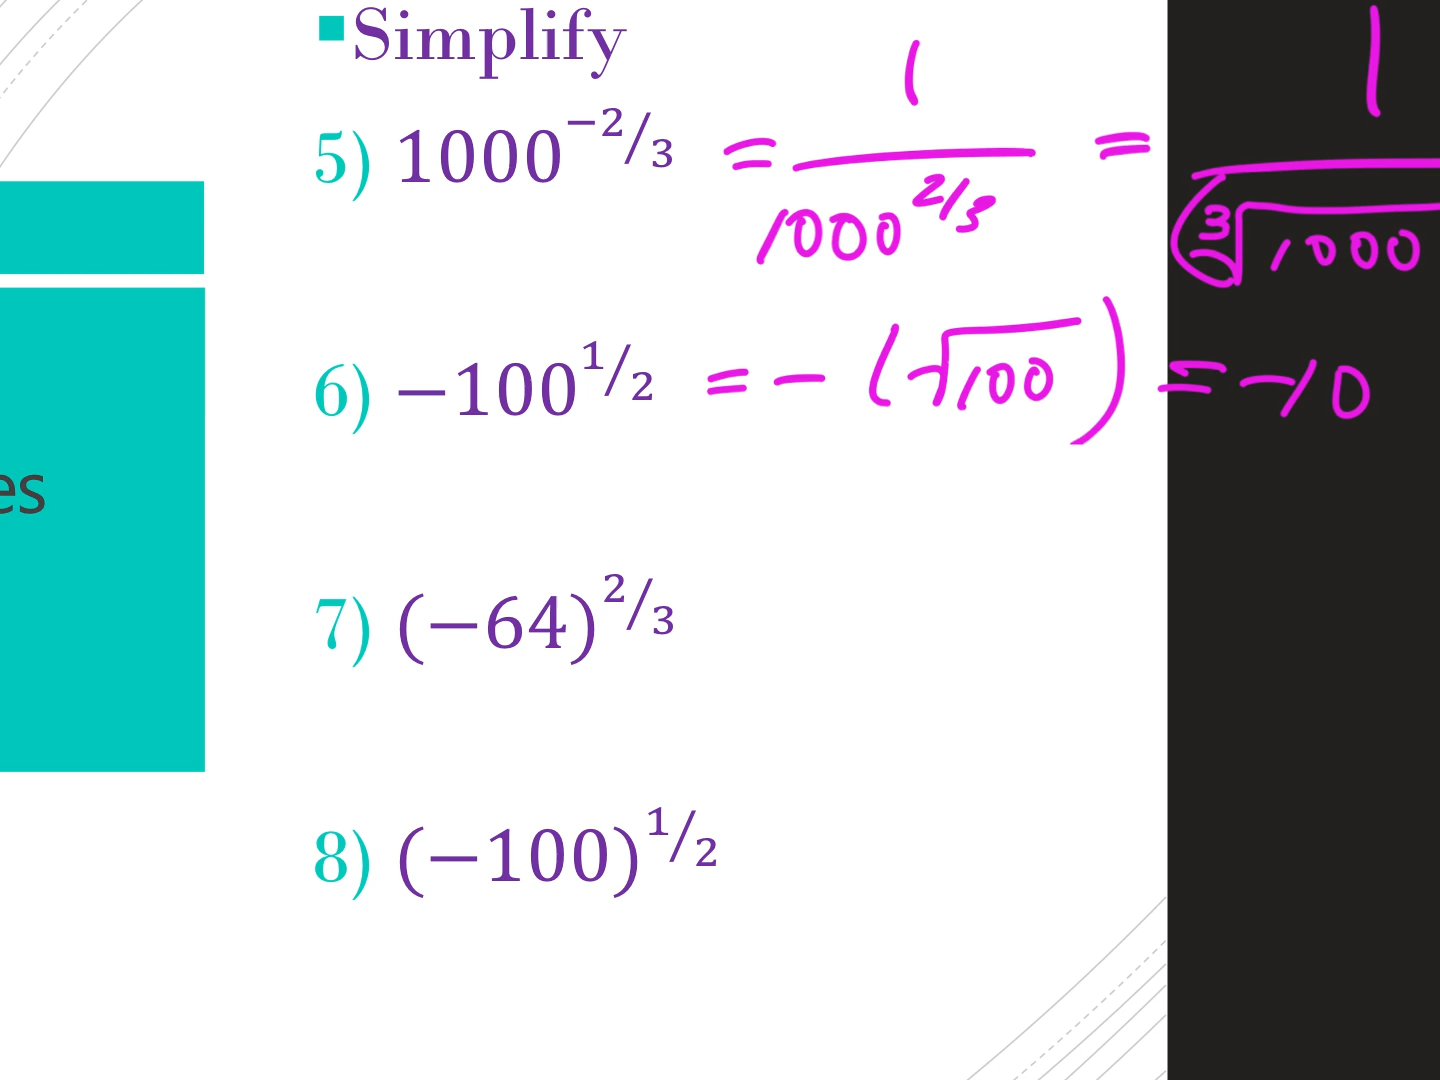 Simplify
5) 1000^(-2/3) = 1/1000^(2/3) = 1/(∛1000
6) −100^(1/2) = −(√100) = −10
es
7) (−64)^(2/3)
8) (−100)^(1/2)